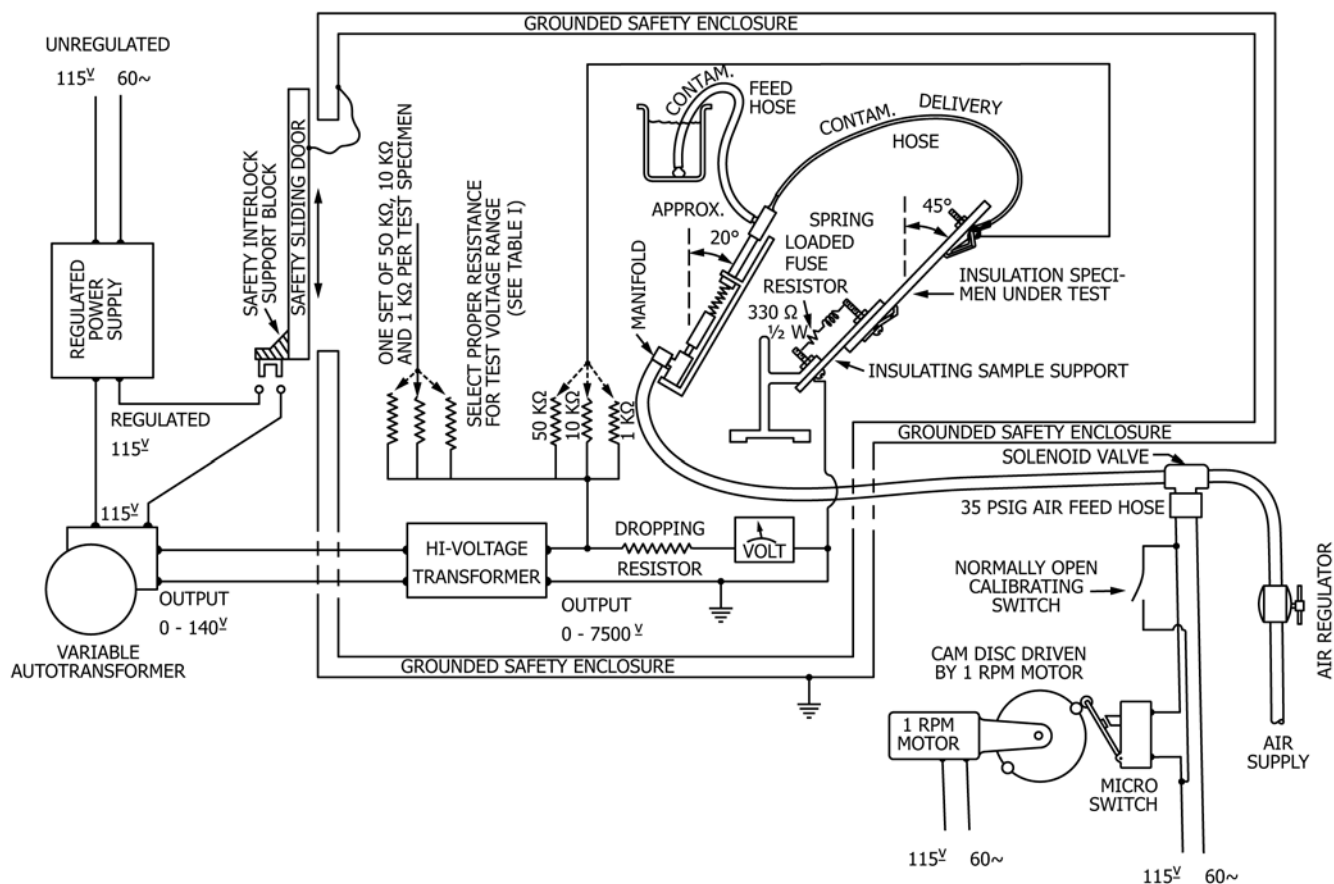 GROUNDED SAFETY ENCLOSURE
UNREGULATED
115V 60~
SAFETY INTERLOCK
SUPPORT BLOCK
SAFETY SLIDING DOOR
REGULATED
POWER
SUPPLY
REGULATED
115V
115V
OUTPUT
0 - 140V
VARIABLE
AUTOTRANSFORMER
ONE SET OF 50 KΩ, 10 KΩ
AND 1 KΩ PER TEST SPECIMEN
SELECT PROPER RESISTANCE
FOR TEST VOLTAGE RANGE
(SEE TABLE I)
50 KΩ
10 KΩ
1 KΩ
CONTAM.
FEED
HOSE
CONTAM.
DELIVERY
HOSE
APPROX.
20°
MANIFOLD
SPRING
LOADED
FUSE
RESISTOR
330 Ω
½ W
45°
INSULATION SPECI-
MEN UNDER TEST
INSULATING SAMPLE SUPPORT
GROUNDED SAFETY ENCLOSURE
SOLENOID VALVE
35 PSIG AIR FEED HOSE
HI-VOLTAGE
TRANSFORMER
DROPPING
RESISTOR
VOLT
OUTPUT
0 - 7500V
GROUNDED SAFETY ENCLOSURE
NORMALLY OPEN
CALIBRATING
SWITCH
AIR REGULATOR
CAM DISC DRIVEN
BY 1 RPM MOTOR
1 RPM
MOTOR
MICRO
SWITCH
AIR
SUPPLY
115V 60~
115V 60~